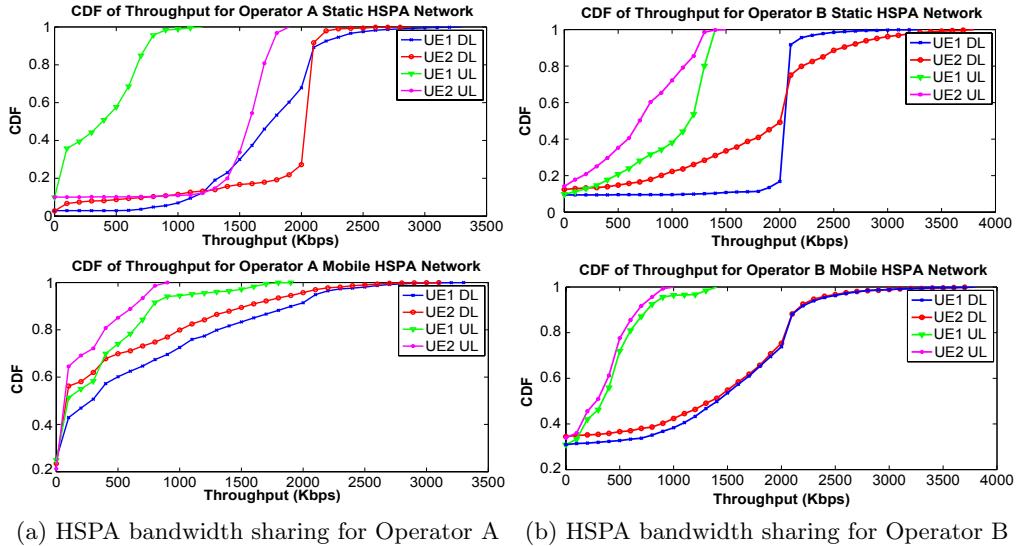 CDF of Throughput for Operator A Static HSPA Network
1
0.8
0.6
0.4
0.2
0
CDF
0 500 1000 1500 2000 2500 3000 3500
Throughput (Kbps)
UE1 DL
UE2 DL
UE1 UL
UE2 UL
CDF of Throughput for Operator B Static HSPA Network
1
0.8
0.6
0.4
0.2
0
CDF
0 500 1000 1500 2000 2500 3000 3500 4000
Throughput (Kbps)
UE1 DL
UE2 DL
UE1 UL
UE2 UL
CDF of Throughput for Operator A Mobile HSPA Network
1
0.8
0.6
0.4
0.2
CDF
0 500 1000 1500 2000 2500 3000 3500
Throughput (Kbps)
UE1 DL
UE2 DL
UE1 UL
UE2 UL
CDF of Throughput for Operator B Mobile HSPA Network
1
0.8
0.6
0.4
0.2
CDF
0 500 1000 1500 2000 2500 3000 3500 4000
Throughput (Kbps)
UE1 DL
UE2 DL
UE1 UL
UE2 UL
(a) HSPA bandwidth sharing for Operator A
(b) HSPA bandwidth sharing for Operator B